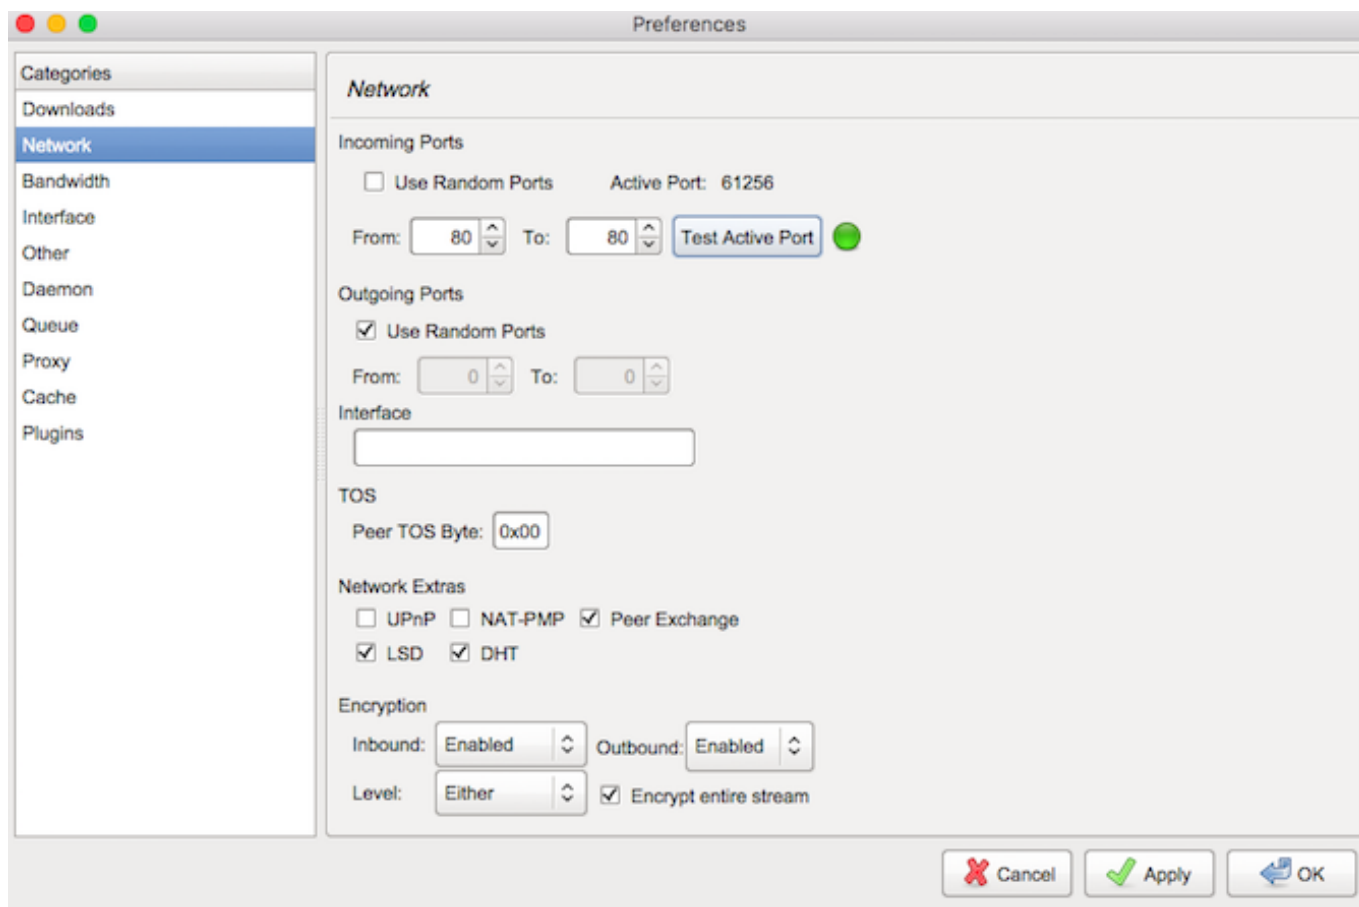 Preferences
Categories
Downloads
Network
Bandwidth
Interface
Other
Daemon
Queue
Proxy
Cache
Plugins
Network
Incoming Ports
Use Random Ports Active Port: 61256
From: 80 To: 80 Test Active Port
Outgoing Ports
Use Random Ports
From: 0 To: 0
Interface
TOS
Peer TOS Byte: 0x00
Network Extras
UPnP NAT-PMP Peer Exchange
LSD DHT
Encryption
Inbound: Enabled Outbound: Enabled
Level: Either Encrypt entire stream
Cancel Apply OK